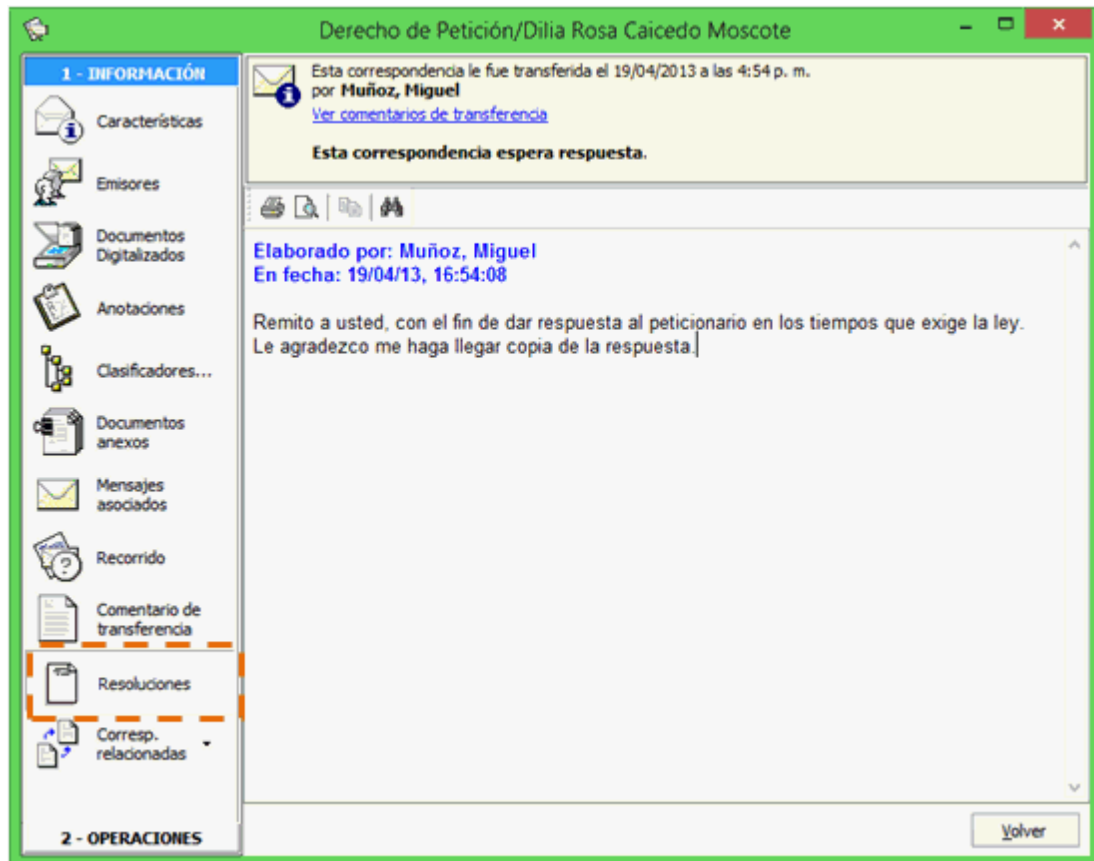 Derecho de Petición/Dilia Rosa Caicedo Moscote
1 - INFORMACIÓN
Características
Emisores
Documentos
Digitalizados
Anotaciones
Clasificadores...
Documentos
anexos
Mensajes
asociados
Recorrido
Comentario de
transferencia
Resoluciones
Corresp.
relacionadas
2 - OPERACIONES
Esta correspondencia le fue transferida el 19/04/2013 a las 4:54 p. m.
por Muñoz, Miguel
Ver comentarios de transferencia
Esta correspondencia espera respuesta.
Elaborado por: Muñoz, Miguel
En fecha: 19/04/13, 16:54:08
Remito a usted, con el fin de dar respuesta al peticionario en los tiempos que exige la ley.
Le agradezco me haga llegar copia de la respuesta.
Volver